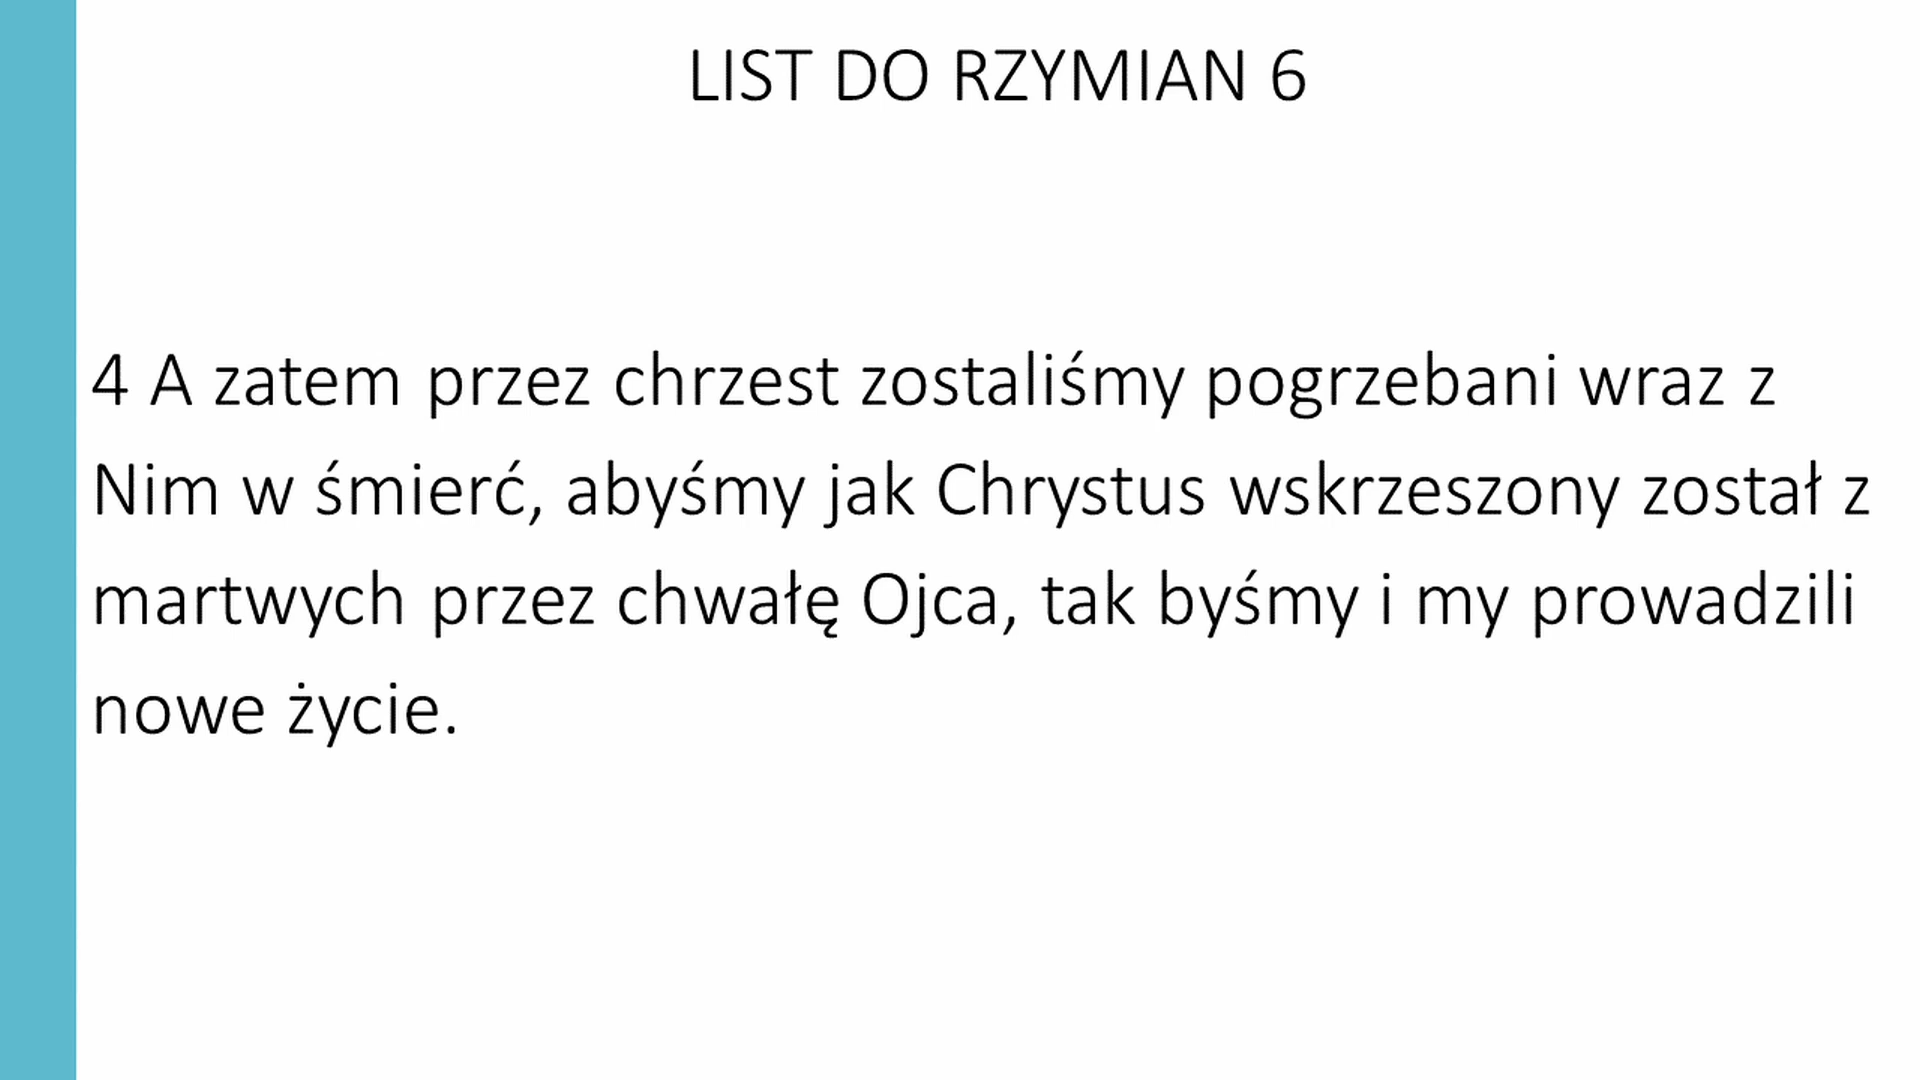 LIST DO RZYMIAN 6
4 A zatem przez chrzest zostaliśmy pogrzebani wraz z
Nim w śmierć, abyśmy jak Chrystus wskrzeszony został z
martwych przez chwałę Ojca, tak byśmy i my prowadzili
nowe życie.